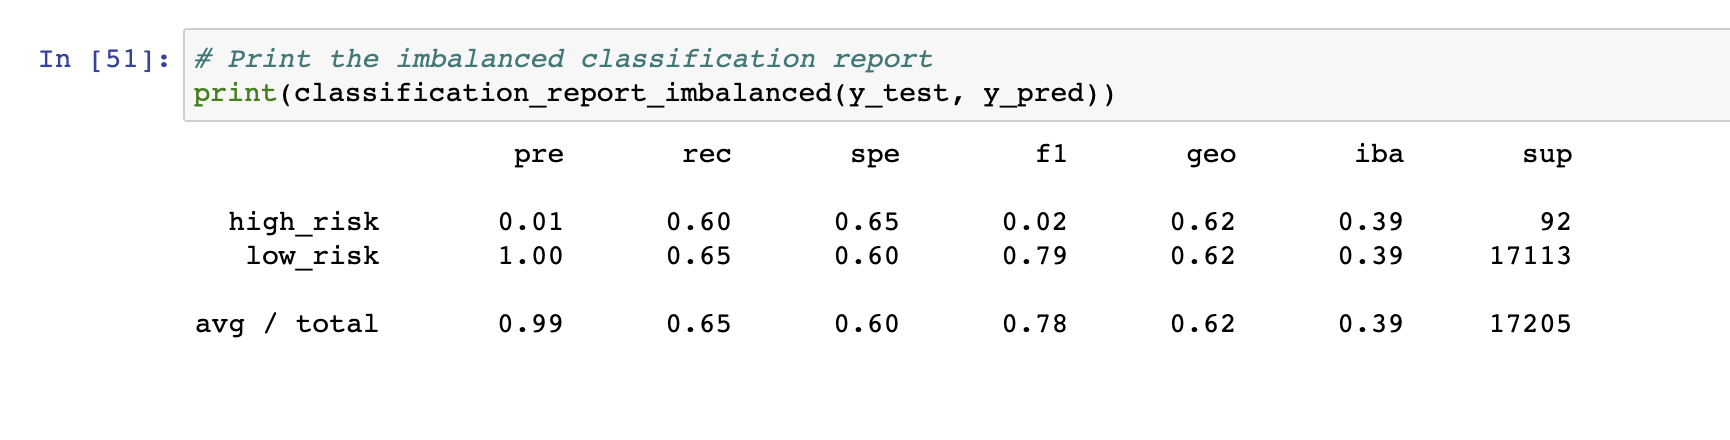 In [51]: # Print the imbalanced classification report
print(classification_report_imbalanced(y_test, y_pred))
pre rec spe f1 geo iba sup
high_risk 0.01 0.60 0.65 0.02 0.62 0.39 92
low_risk 1.00 0.65 0.60 0.79 0.62 0.39 17113
avg / total 0.99 0.65 0.60 0.78 0.62 0.39 17205